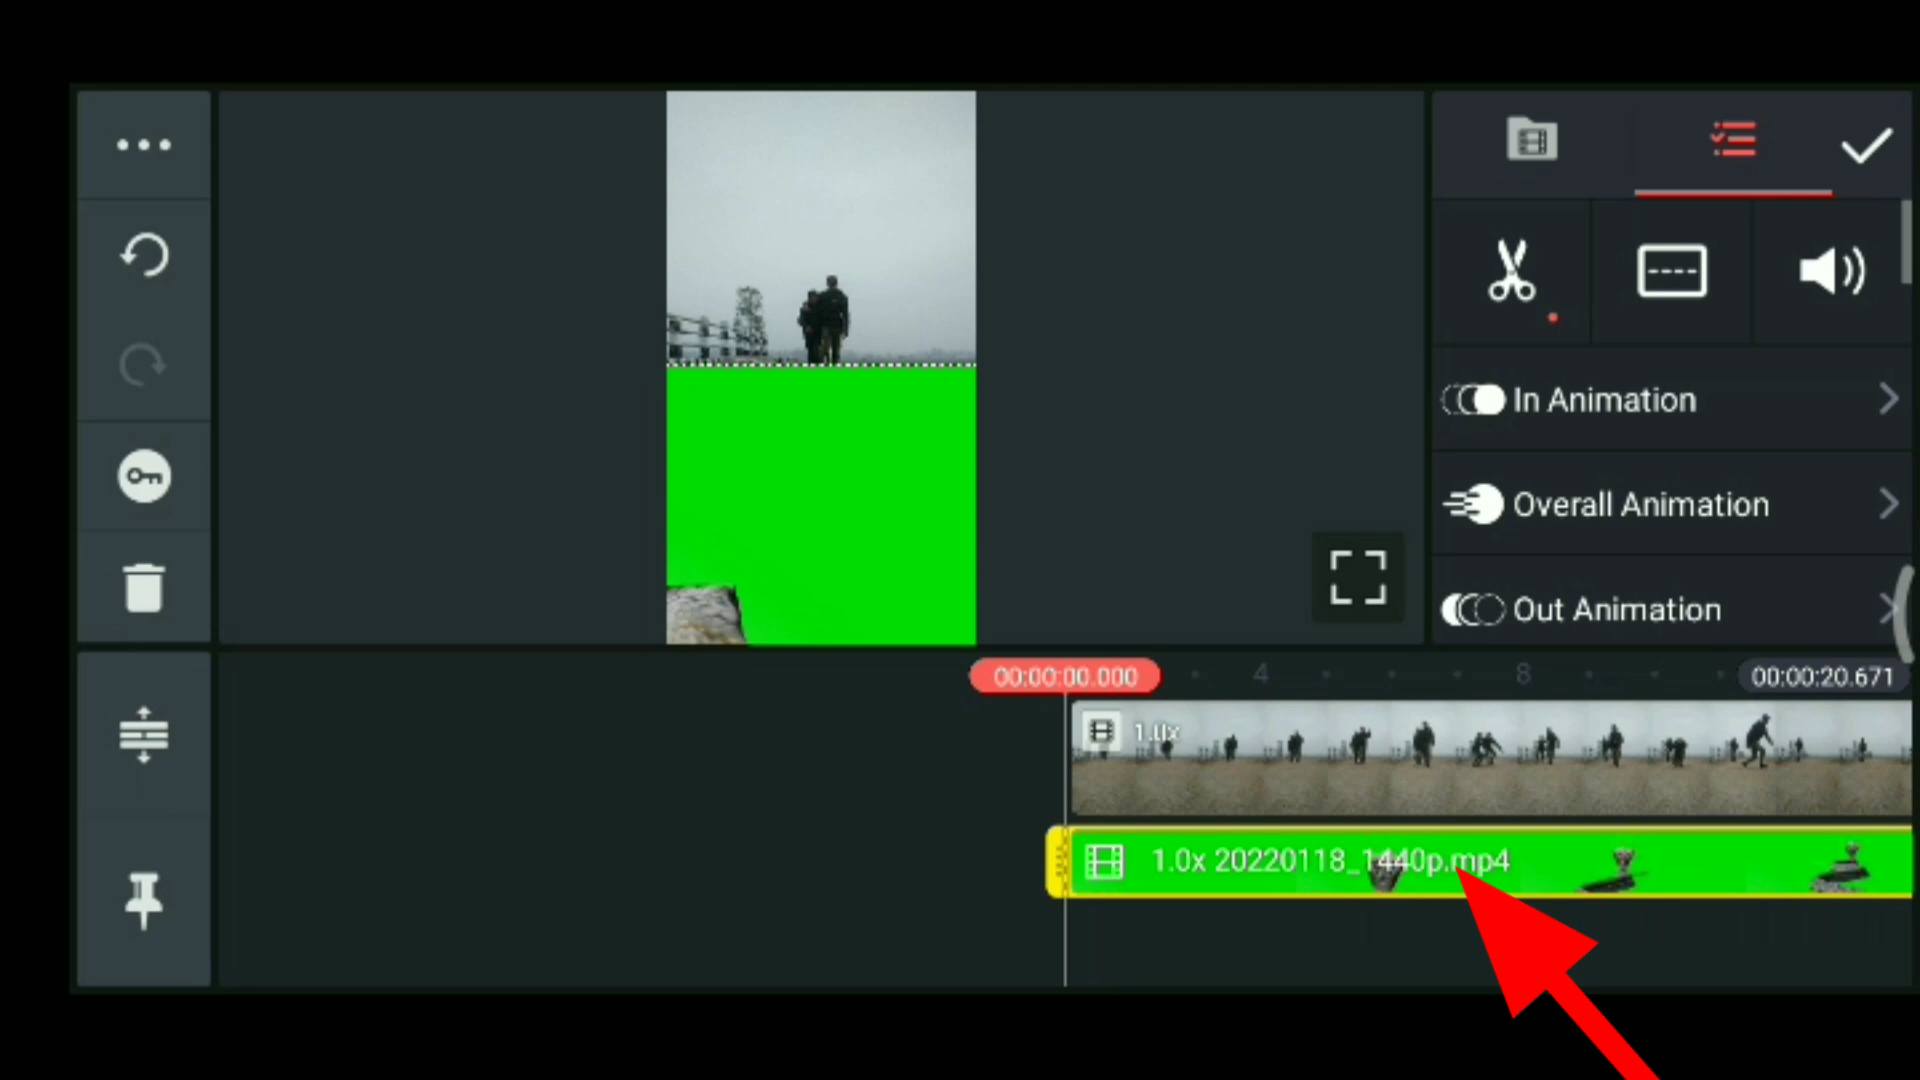 In Animation
Overall Animation
Out Animation
00:00:00.000
4
8
00:00:20.671
1.0x
1.0x 20220118_1440p.mp4